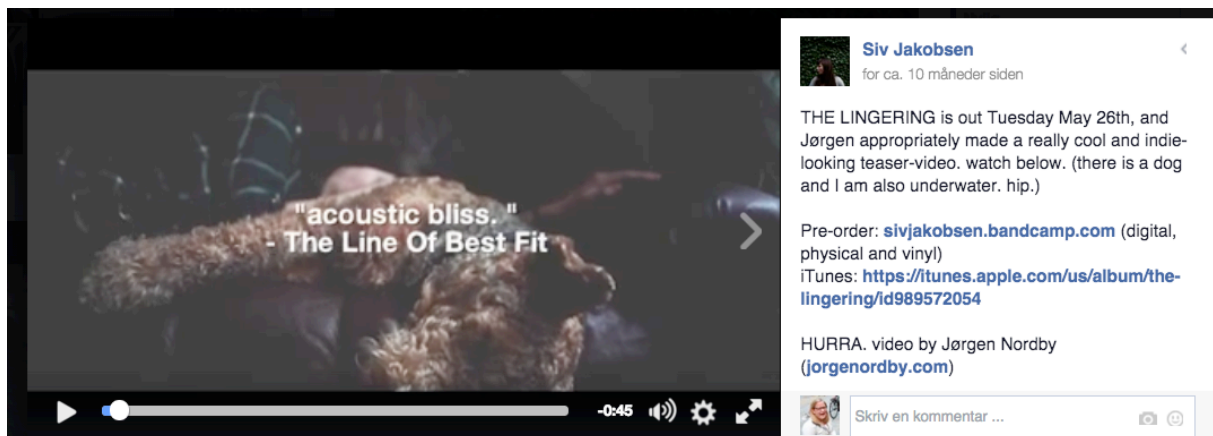 "acoustic bliss. "
- The Line Of Best Fit
-0:45
Siv Jakobsen
for ca. 10 måneder siden
THE LINGERING is out Tuesday May 26th, and
Jørgen appropriately made a really cool and indie-
looking teaser-video. watch below. (there is a dog
and I am also underwater. hip.)
Pre-order: sivjakobsen.bandcamp.com (digital,
physical and vinyl)
iTunes: https://itunes.apple.com/us/album/the-
lingering/id989572054
HURRA. video by Jørgen Nordby
(jorgenordby.com)
Skriv en kommentar ...